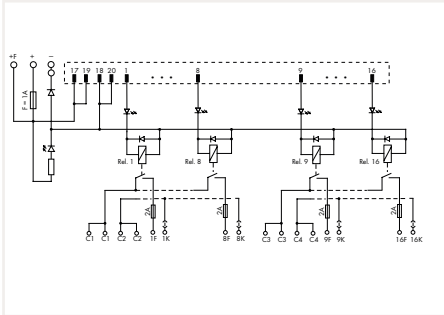 +F + −
17 19 18 20 1 8 9 16
F = 1A
Rel. 1 Rel. 8 Rel. 9 Rel. 16
2A 2A 2A 2A
C1 C1 C2 C2 1F 1K 8F 8K C3 C3 C4 C4 9F 9K 16F 16K